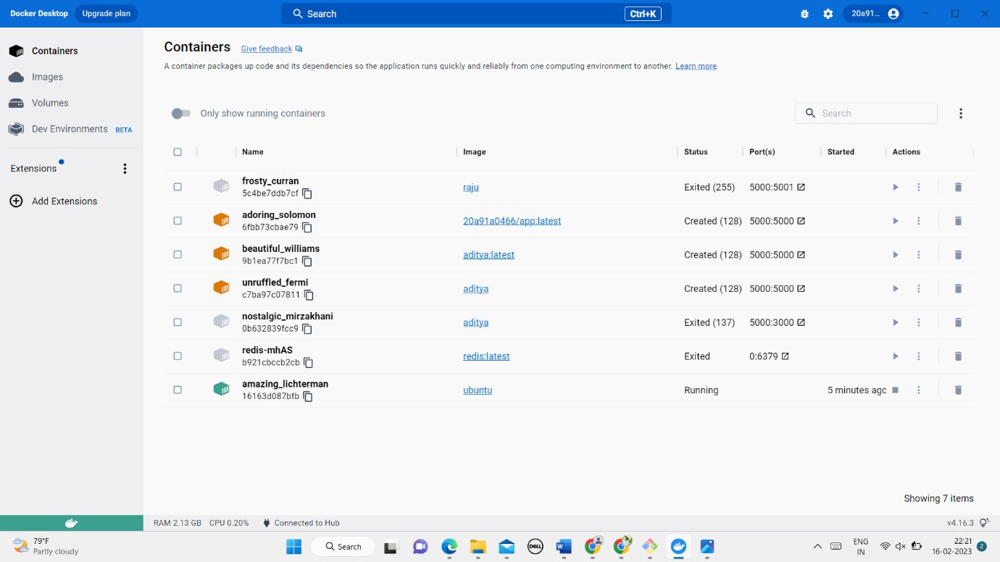 Docker Desktop Upgrade plan Search Ctrl+K 20a91...
Containers
Images
Volumes
Dev Environments BETA
Extensions
Add Extensions
Containers Give feedback
A container packages up code and its dependencies so the application runs quickly and reliably from one computing environment to another. Learn more
Only show running containers Search
Name Image Status Port(s) Started Actions
frosty_curran
5c4be7ddb7cf raju Exited (255) 5000:5001
adoring_solomon
6fbb73cbae79 20a91a0466/app:latest Created (128) 5000:5000
beautiful_williams
9b1ea77f7bc1 aditya:latest Created (128) 5000:5000
unruffled_fermi
c7ba97c07811 aditya Created (128) 5000:5000
nostalgic_mirzakhani
0b632839fcc9 aditya Exited (137) 5000:3000
redis-mhAS
b921cbccb2cb redis:latest Exited 0:6379
amazing_lichterman
16163d087bfb ubuntu Running 5 minutes ago
Showing 7 items
RAM 2.13 GB CPU 0.20% Connected to Hub v4.16.3
79°F
Partly cloudy
Search
DELL
ENG
IN
22:21
16-02-2023
2